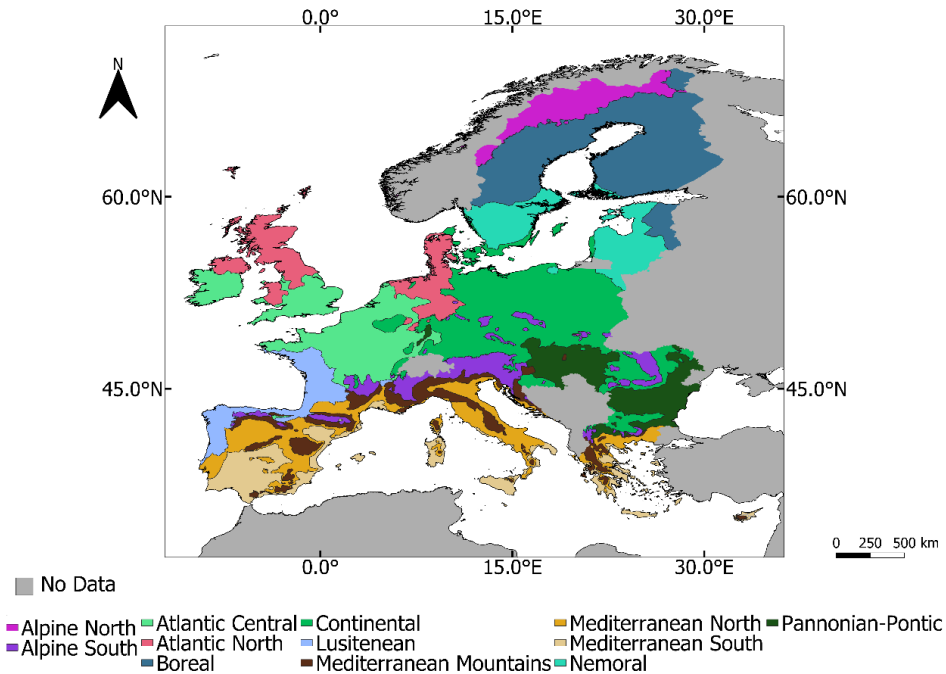 0.0° 15.0°E 30.0°E
N
60.0°N 60.0°N
45.0°N 45.0°N
0 250 500 km
0.0° 15.0°E 30.0°E
No Data
Alpine North Atlantic Central Continental Mediterranean North Pannonian-Pontic
Alpine South Atlantic North Lusitenean Mediterranean South
Boreal Mediterranean Mountains Nemoral